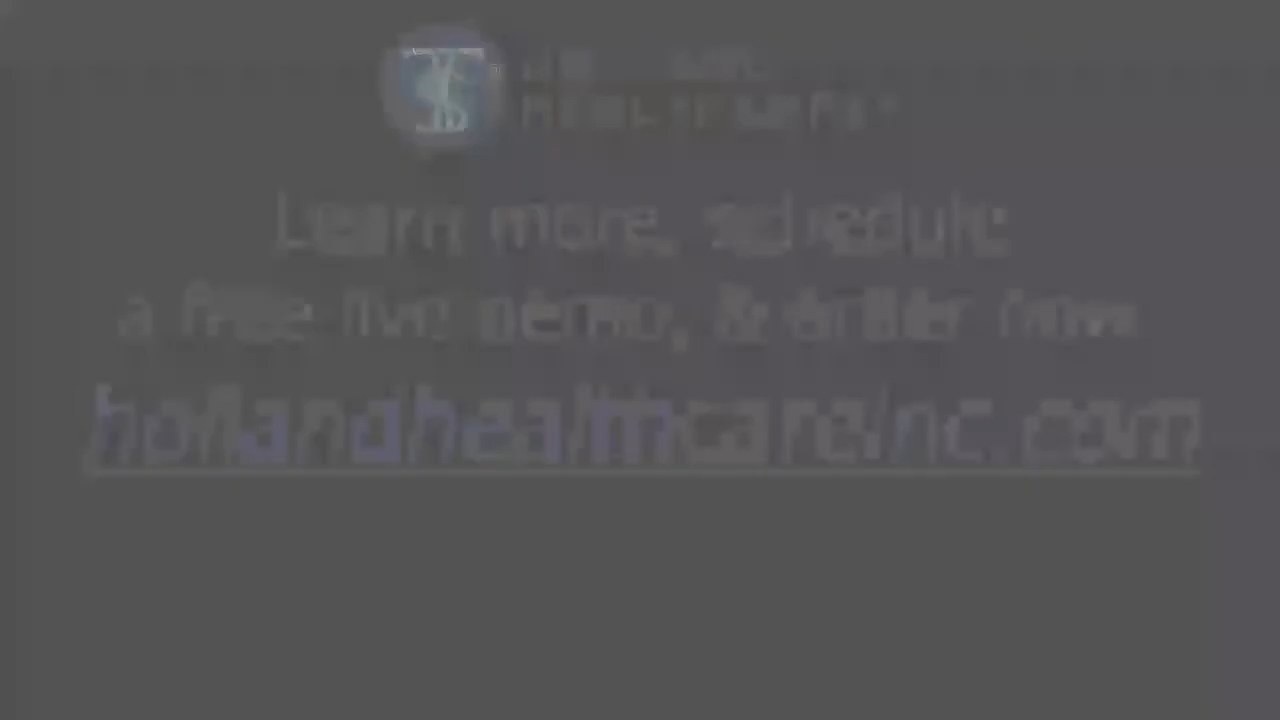 Learn more, schedule
a free live demo, & order now
hollandhealthcareinc.com